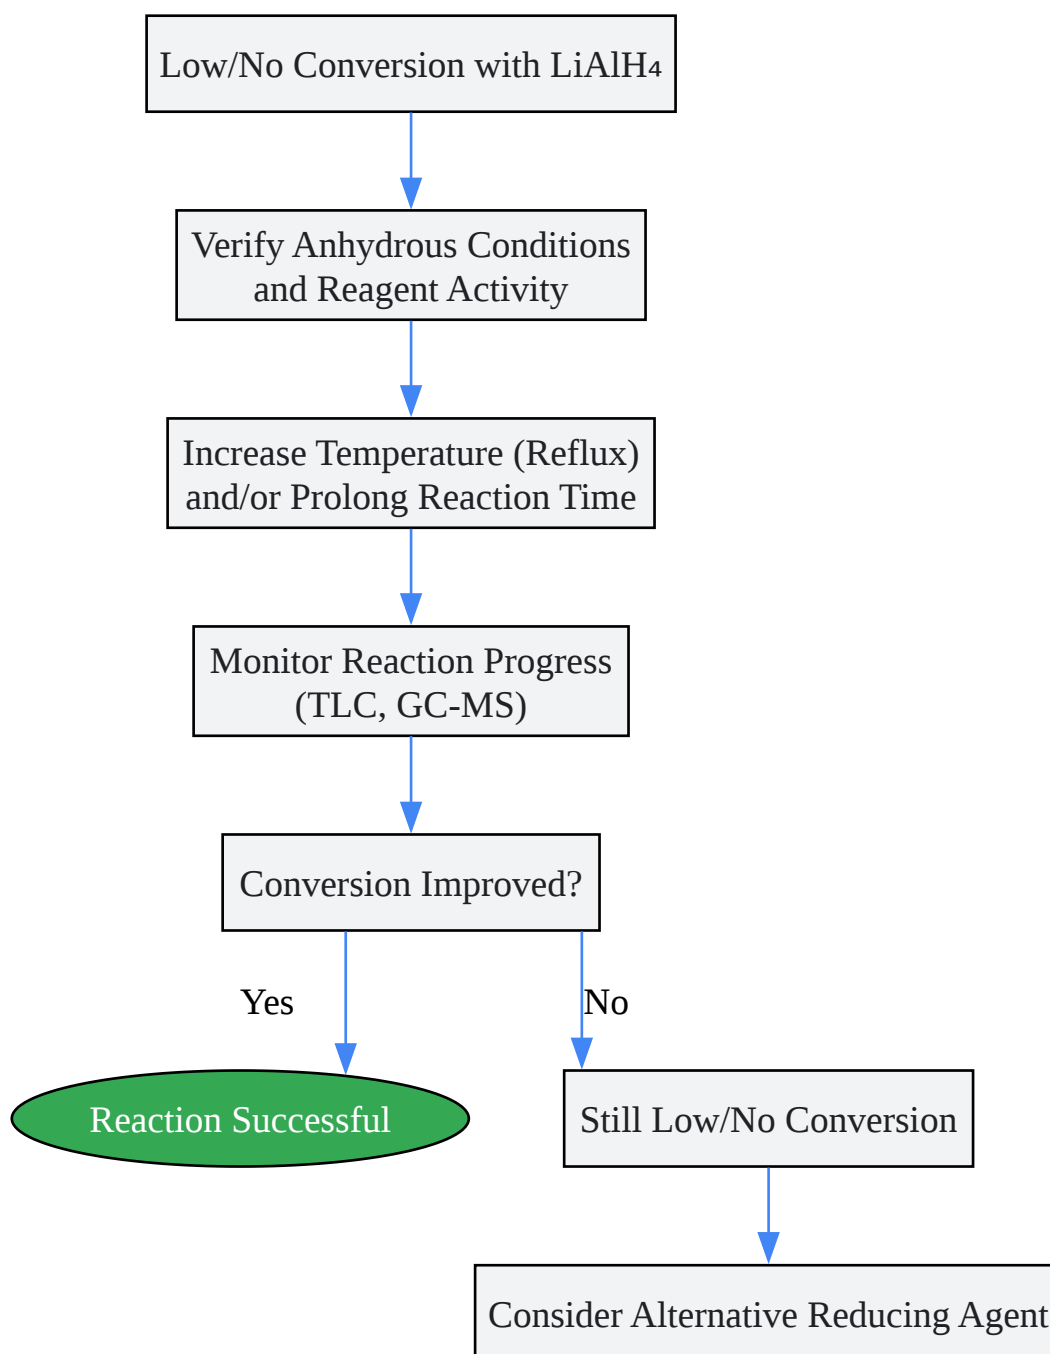 Low/No Conversion with LiAlH₄
Verify Anhydrous Conditions
and Reagent Activity
Increase Temperature (Reflux)
and/or Prolong Reaction Time
Monitor Reaction Progress
(TLC, GC-MS)
Conversion Improved?
Yes
No
Reaction Successful
Still Low/No Conversion
Consider Alternative Reducing Agent